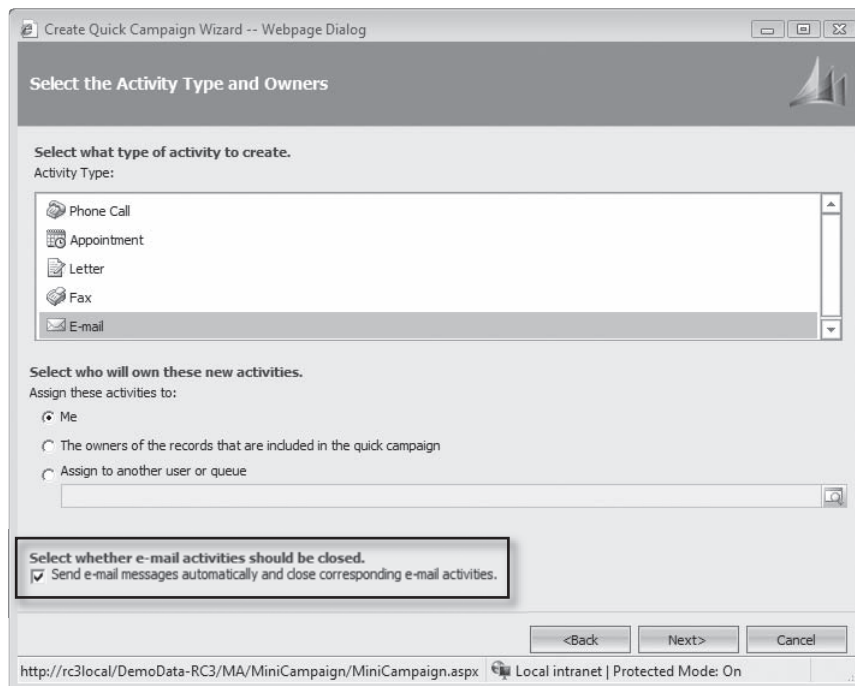 Create Quick Campaign Wizard -- Webpage Dialog
Select the Activity Type and Owners
Select what type of activity to create.
Activity Type:
Phone Call
Appointment
Letter
Fax
E-mail
Select who will own these new activities.
Assign these activities to:
Me
The owners of the records that are included in the quick campaign
Assign to another user or queue
Select whether e-mail activities should be closed.
Send e-mail messages automatically and close corresponding e-mail activities.
<Back Next> Cancel
http://rc3local/DemoData-RC3/MA/MiniCampaign/MiniCampaign.aspx Local intranet | Protected Mode: On